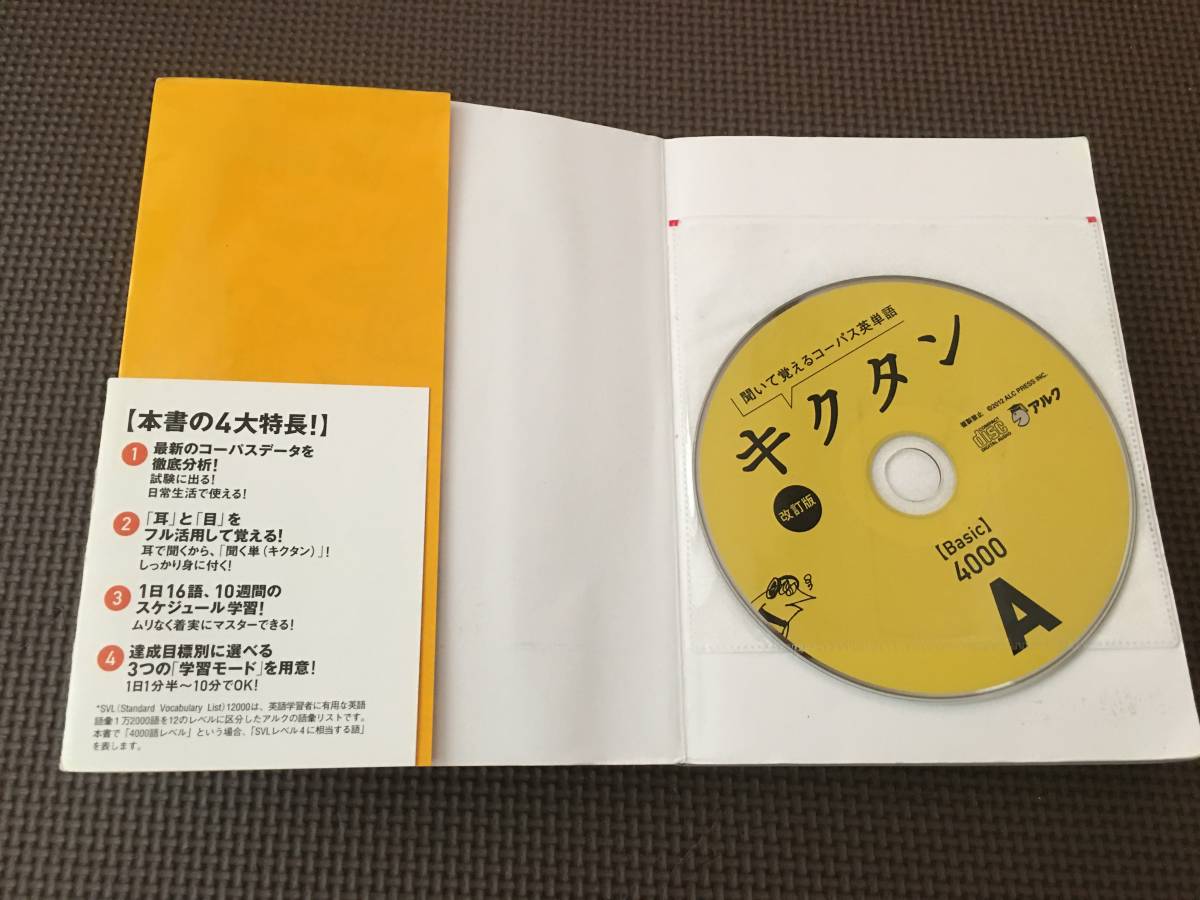 【本書の4大特長!】
1 最新のコーパスデータを
徹底分析!
試験に出る!
日常生活で使える!
2 「耳」と「目」を
フル活用して覚える!
耳で聞くから、「聞く単(キクタン)」!
しっかり身に付く!
3 1日16語、10週間の
スケジュール学習!
ムリなく着実にマスターできる!
4 達成目標別に選べる
3つの「学習モード」を用意!
1日1分半〜10分でOK!
*SVL(Standard Vocabulary List)12000は、英語学習者に有用な英語
語彙1万2000語を12のレベルに区分したアルクの語彙リストです。
本書で「4000語レベル」という場合、「SVLレベル4に相当する語」
を表します。
聞いて覚えるコーパス英単語
キクタン
改訂版
【Basic】
4000
A
複製禁止 ©2012 ALC PRESS INC.
COMPACT
disc
DIGITAL AUDIO
アルク